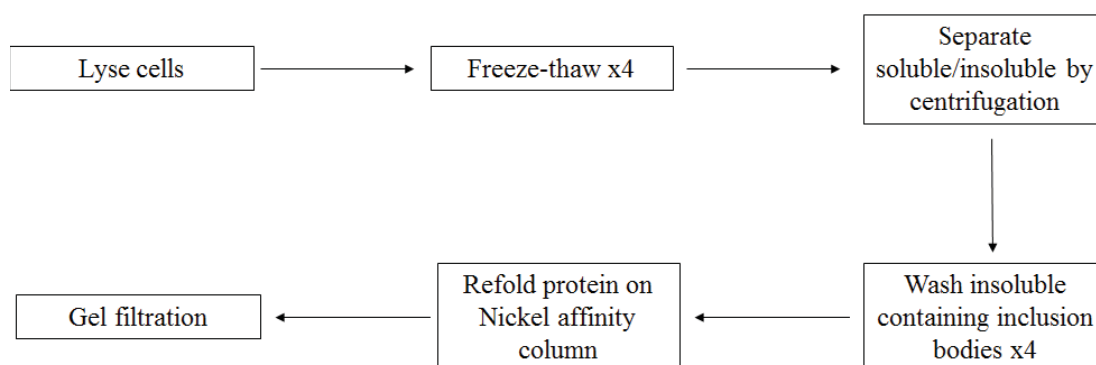 Lyse cells
Freeze-thaw x4
Separate
soluble/insoluble by
centrifugation
Wash insoluble
containing inclusion
bodies x4
Refold protein on
Nickel affinity
column
Gel filtration